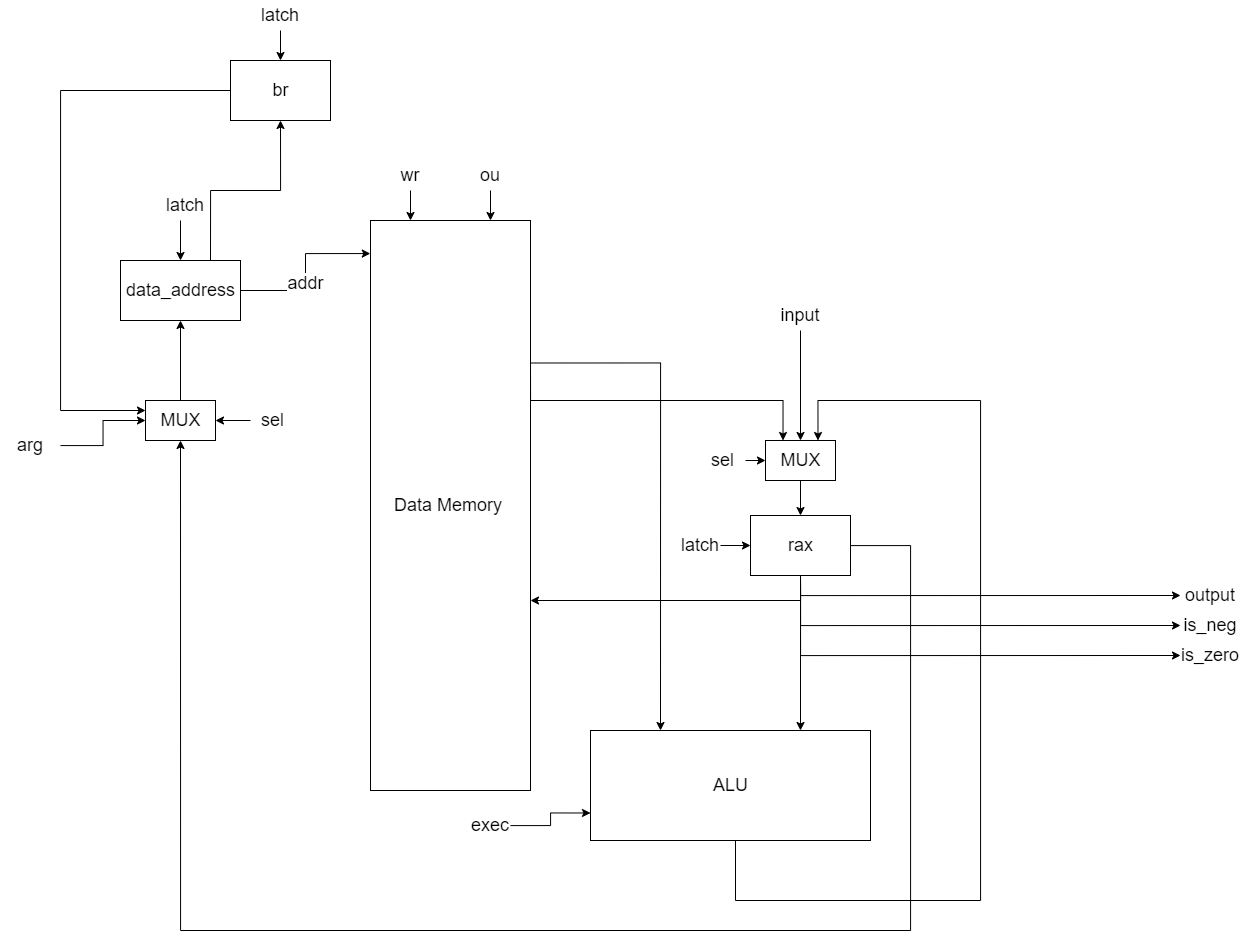 latch
br
wr
ou
latch
data_address
addr
input
MUX
sel
arg
sel
MUX
Data Memory
latch
rax
output
is_neg
is_zero
ALU
exec